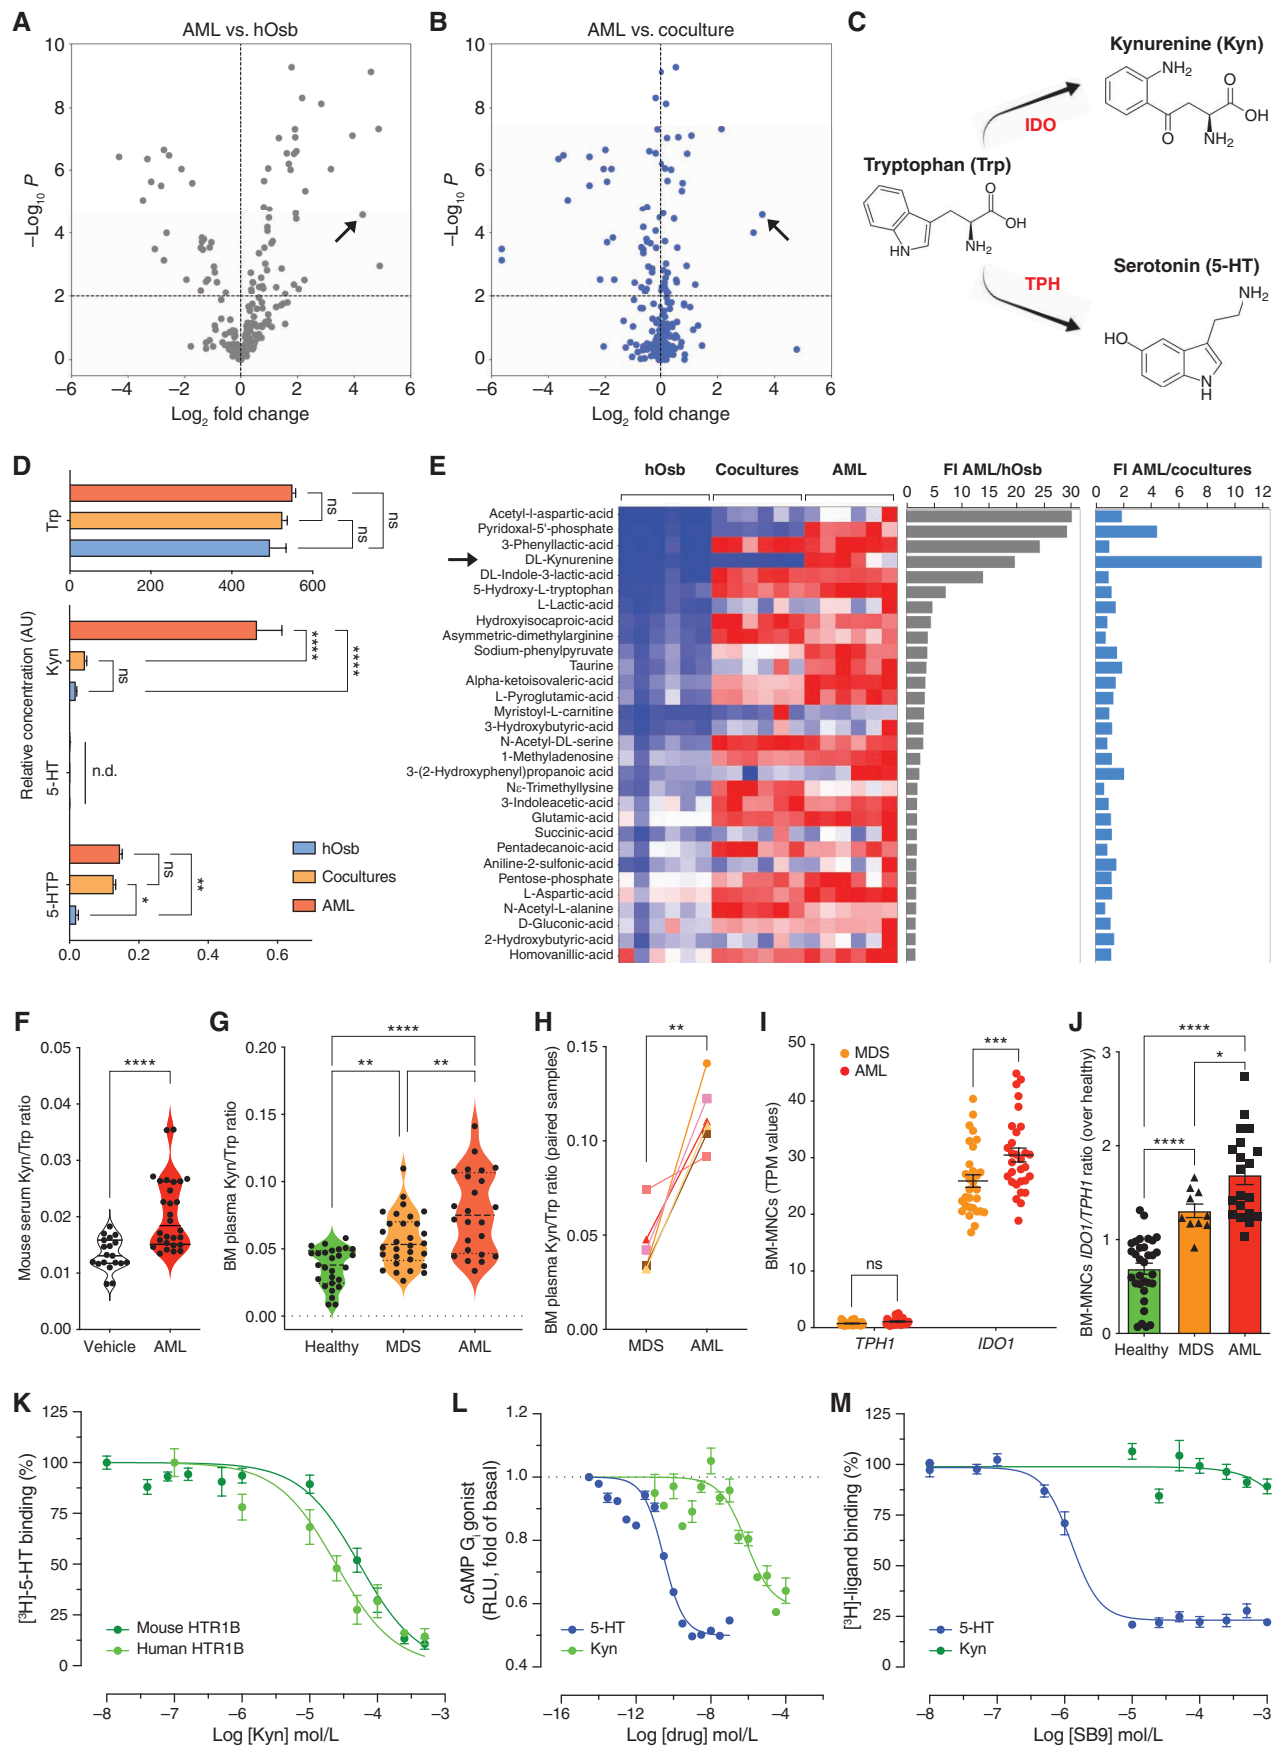 A
AML vs. hOsb
10
8
6
4
2
0
–Log10 P
–6
–4
–2
0
2
4
6
Log2 fold change
B
AML vs. coculture
10
8
6
4
2
0
–Log10 P
–6
–4
–2
0
2
4
6
Log2 fold change
C
Kynurenine (Kyn)
NH2
O
OH
O
NH2
IDO
Tryptophan (Trp)
O
OH
NH2
HN
TPH
Serotonin (5-HT)
NH2
HO
N
H
D
Relative concentration (AU)
Trp
ns
ns
ns
0
200
400
600
Kyn
****
****
ns
5-HT
n.d.
5-HTP
ns
**
*
hOsb
Cocultures
AML
0.0
0.2
0.4
0.6
E
hOsb
Cocultures
AML
FI AML/hOsb
0 5 10 15 20 25 30
FI AML/cocultures
0 2 4 6 8 10 12
Acetyl-l-aspartic-acid
Pyridoxal-5'-phosphate
3-Phenyllactic-acid
DL-Kynurenine
DL-Indole-3-lactic-acid
5-Hydroxy-L-tryptophan
L-Lactic-acid
Hydroxyisocaproic-acid
Asymmetric-dimethylarginine
Sodium-phenylpyruvate
Taurine
Alpha-ketoisovaleric-acid
L-Pyroglutamic-acid
Myristoyl-L-carnitine
3-Hydroxybutyric-acid
N-Acetyl-DL-serine
1-Methyladenosine
3-(2-Hydroxyphenyl)propanoic acid
Nε-Trimethyllysine
3-Indoleacetic-acid
Glutamic-acid
Succinic-acid
Pentadecanoic-acid
Aniline-2-sulfonic-acid
Pentose-phosphate
L-Aspartic-acid
N-Acetyl-L-alanine
D-Gluconic-acid
2-Hydroxybutyric-acid
Homovanillic-acid
F
Mouse serum Kyn/Trp ratio
0.05
0.04
0.03
0.02
0.01
0.00
****
Vehicle
AML
G
BM plasma Kyn/Trp ratio
0.20
0.15
0.10
0.05
0.00
****
**
**
Healthy
MDS
AML
H
BM plasma Kyn/Trp ratio (paired samples)
0.15
0.10
0.05
0.00
**
MDS
AML
I
BM-MNCs (TPM values)
50
40
30
20
10
0
MDS
AML
***
ns
TPH1
IDO1
J
BM-MNCs IDO1/TPH1 ratio (over healthy)
3
2
1
0
****
*
****
Healthy
MDS
AML
K
[3H]-5-HT binding (%)
125
100
75
50
25
0
Mouse HTR1B
Human HTR1B
–8
–7
–6
–5
–4
–3
Log [Kyn] mol/L
L
cAMP Gi gonist
(RLU, fold of basal)
1.2
1.0
0.8
0.6
0.4
5-HT
Kyn
–16
–12
–8
–4
Log [drug] mol/L
M
[3H]-ligand binding (%)
125
100
75
50
25
0
5-HT
Kyn
–8
–7
–6
–5
–4
–3
Log [SB9] mol/L